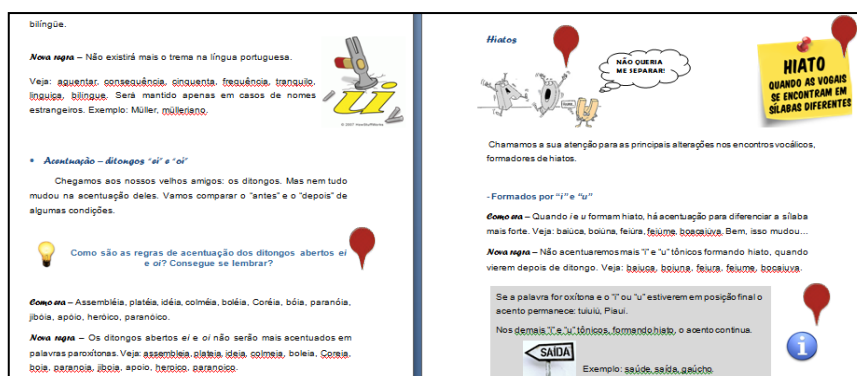 bilíngüe.
Nova regra – Não existirá mais o trema na língua portuguesa.
Veja: aguentar, consequência, cinquenta, frequência, tranquilo,
linguiça, bilíngue. Será mantido apenas em casos de nomes
estrangeiros. Exemplo: Müller, mülleriano.
ui
Acentuação – ditongos "ei" e "oi"
Chegamos aos nossos velhos amigos: os ditongos. Mas nem tudo
mudou na acentuação deles. Vamos comparar o "antes" e o "depois" de
algumas condições.
Como são as regras de acentuação dos ditongos abertos ei
e oi? Consegue se lembrar?
Como era – Assembléia, platéia, idéia, colméia, boléia, Coréia, bóia, paranóia,
jibóia, apóio, heróico, paranóico.
Nova regra – Os ditongos abertos ei e oi não serão mais acentuados em
palavras paroxítonas. Veja: assembleia, plateia, ideia, colmeia, boleia, Coreia,
boia, paranoia, jiboia, apoio, heroico, paranoico.
Hiatos
NÃO QUERIA
ME SEPARAR!
HIATO
QUANDO AS VOGAIS
SE ENCONTRAM EM
SÍLABAS DIFERENTES
Chamamos a sua atenção para as principais alterações nos encontros vocálicos,
formadores de hiatos.
- Formados por "i" e "u"
Como era – Quando i e u formam hiato, há acentuação para diferenciar a sílaba
mais forte. Veja: baiúca, boiúna, feiúra, feiúme, boacaiúva. Bem, isso mudou...
Nova regra – Não acentuaremos mais "i" e "u" tônicos formando hiato, quando
vierem depois de ditongo. Veja: baiuca, boiuna, feiura, feiume, bocaiuva.
Se a palavra for oxítona e o "i" ou "u" estiverem em posição final o
acento permanece: tuiuiú, Piauí.
Nos demais "i" e "u" tônicos, formando hiato, o acento continua.
SAÍDA
Exemplo: saúde, saída, gaúcho.